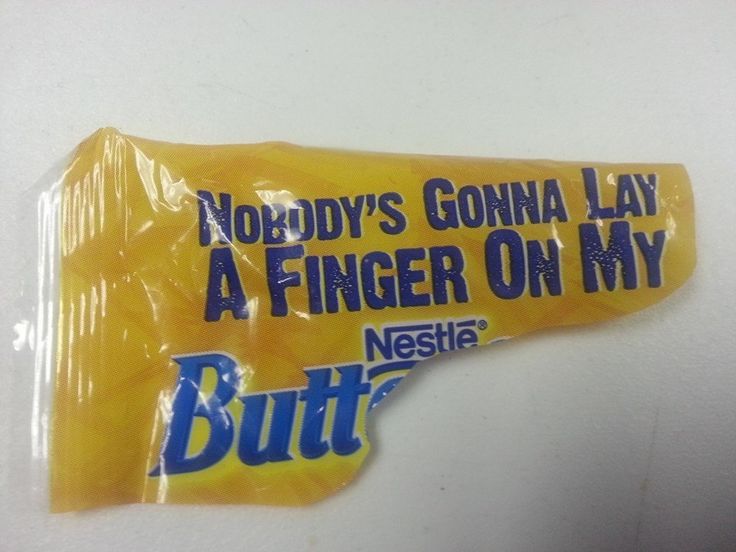 NOBODY'S GONNA LAY
A FINGER ON MY
Nestlé®
Butt